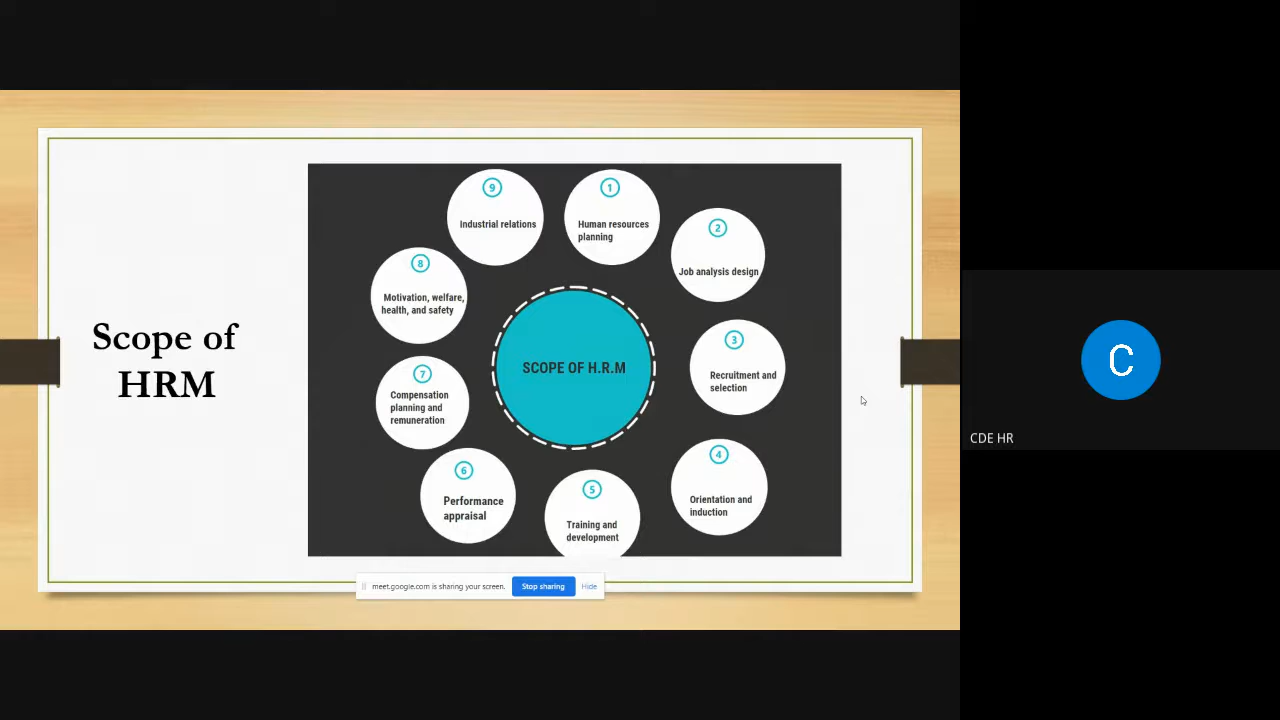 Scope of
HRM
SCOPE OF H.R.M
1
Human resources
planning
2
Job analysis design
3
Recruitment and
selection
4
Orientation and
induction
5
Training and
development
6
Performance
appraisal
7
Compensation
planning and
remuneration
8
Motivation, welfare,
health, and safety
9
Industrial relations
meet.google.com is sharing your screen. Stop sharing Hide
C
CDE HR